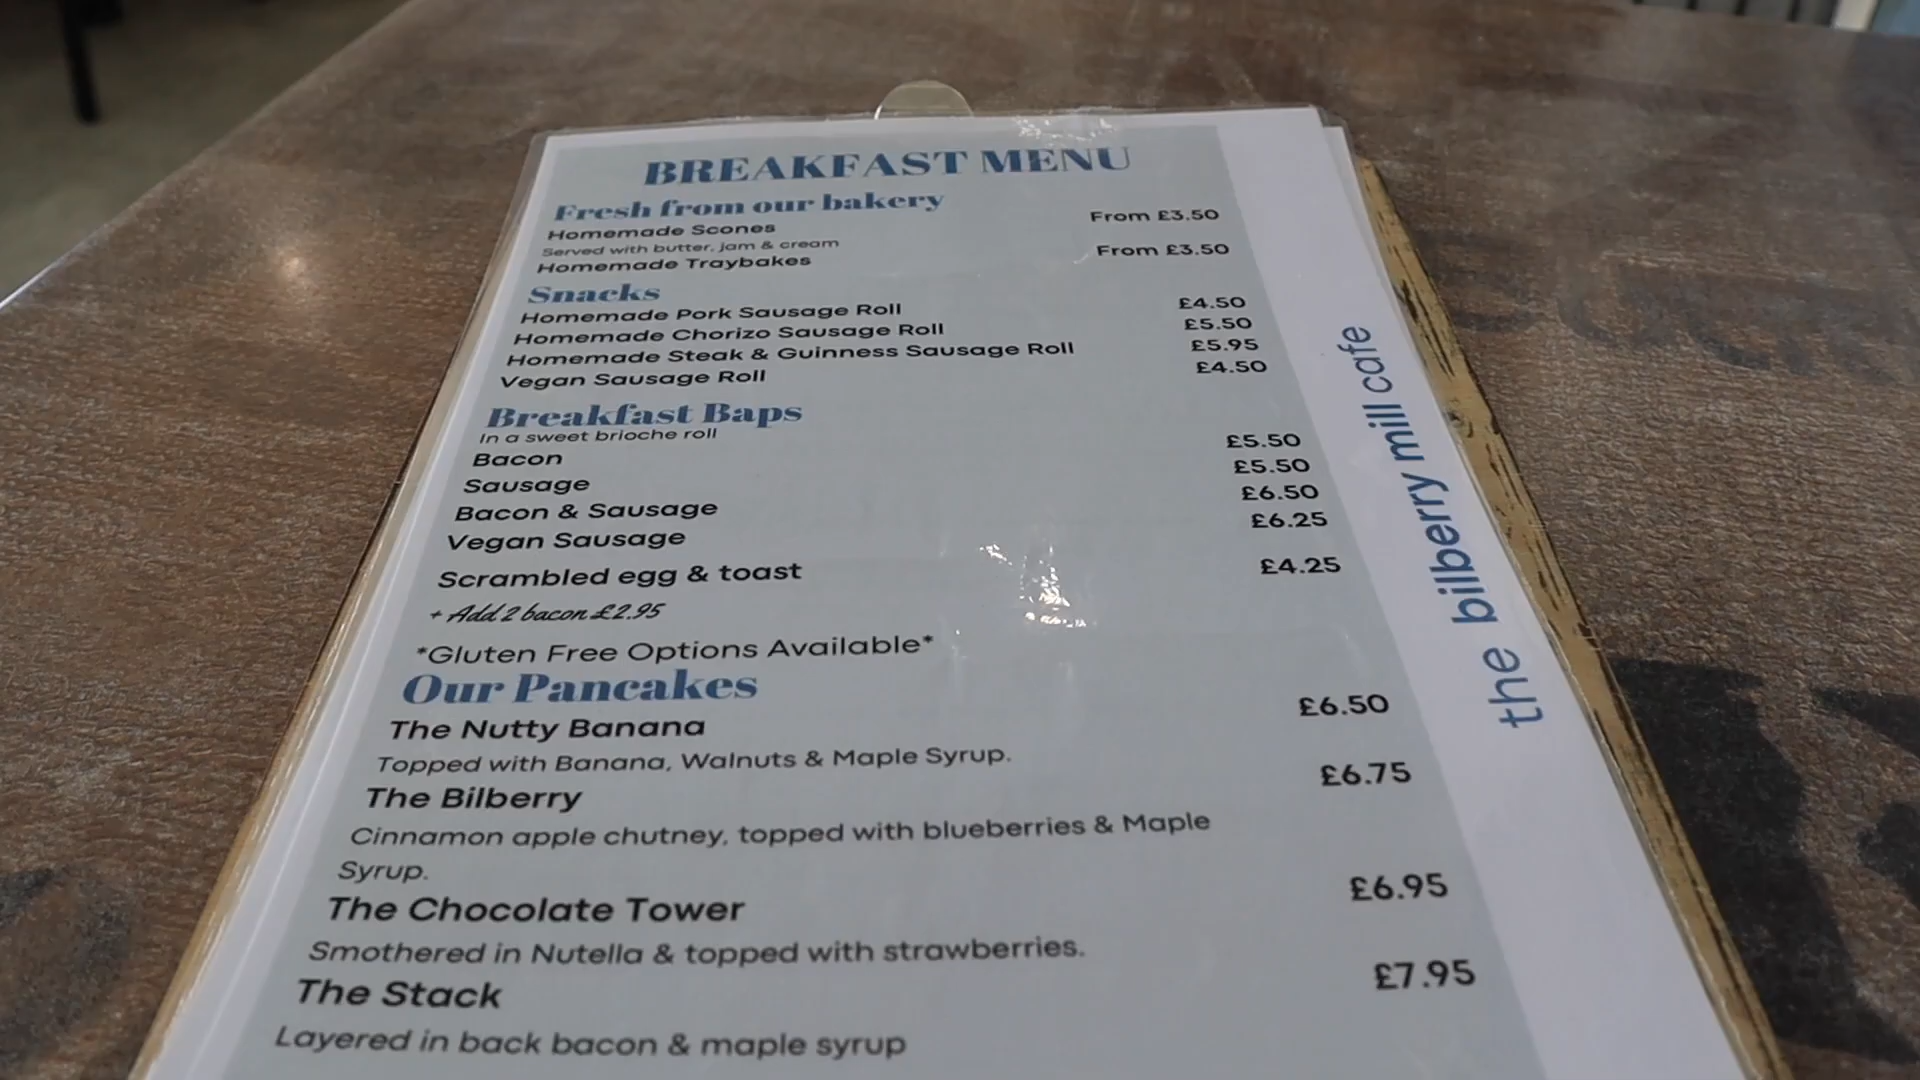 BREAKFAST MENU
Fresh from our bakery
Homemade Scones From £3.50
Served with butter, jam & cream
Homemade Traybakes From £3.50
Snacks
Homemade Pork Sausage Roll £4.50
Homemade Chorizo Sausage Roll £5.50
Homemade Steak & Guinness Sausage Roll £5.95
Vegan Sausage Roll £4.50
Breakfast Baps
In a sweet brioche roll
Bacon £5.50
Sausage £5.50
Bacon & Sausage £6.50
Vegan Sausage £6.25
Scrambled egg & toast £4.25
+ Add 2 bacon £2.95
*Gluten Free Options Available*
Our Pancakes
The Nutty Banana £6.50
Topped with Banana, Walnuts & Maple Syrup.
The Bilberry £6.75
Cinnamon apple chutney, topped with blueberries & Maple
Syrup.
The Chocolate Tower £6.95
Smothered in Nutella & topped with strawberries.
The Stack £7.95
Layered in back bacon & maple syrup
the bilberry mill cafe